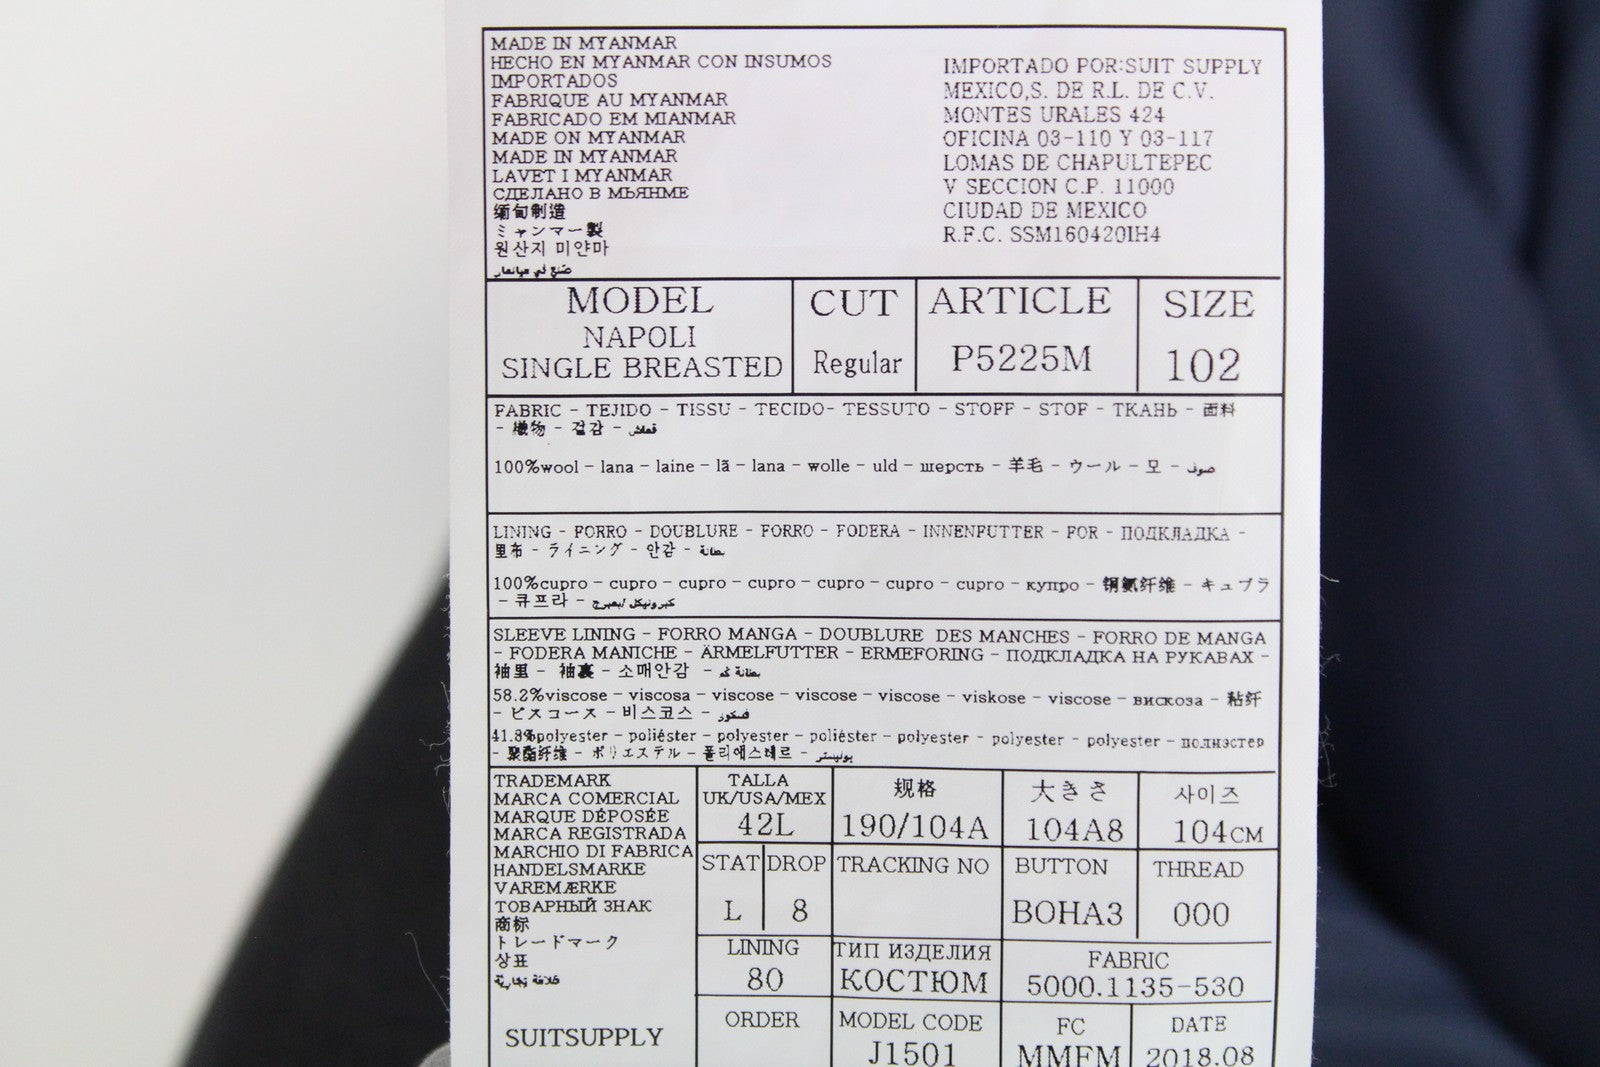 MADE IN MYANMAR
HECHO EN MYANMAR CON INSUMOS
IMPORTADOS
FABRIQUE AU MYANMAR
FABRICADO EM MIANMAR
MADE ON MYANMAR
MADE IN MYANMAR
LAVET I MYANMAR
СДЕЛАНО В МЬЯНМЕ
缅甸制造
ミャンマー製
원산지 미얀마
صنع في ميانمار
IMPORTADO POR:SUIT SUPPLY
MEXICO,S. DE R.L. DE C.V.
MONTES URALES 424
OFICINA 03-110 Y 03-117
LOMAS DE CHAPULTEPEC
V SECCION C.P. 11000
CIUDAD DE MEXICO
R.F.C. SSM160420IH4
MODEL
NAPOLI
SINGLE BREASTED
CUT
Regular
ARTICLE
P5225M
SIZE
102
FABRIC - TEJIDO - TISSU - TECIDO- TESSUTO - STOFF - STOF - ТКАНЬ - 面料
- 織物 - 겉감 - قماش
100%wool - lana - laine - lã - lana - wolle - uld - шерсть - 羊毛 - ウール - 모 - صوف
LINING - FORRO - DOUBLURE - FORRO - FODERA - INNENFUTTER - FOR - ПОДКЛАДКА -
里布 - ライニング - 안감 - بطانة
100%cupro - cupro - cupro - cupro - cupro - cupro - cupro - купро - 铜氨纤维 - キュプラ
- 큐프라 -
SLEEVE LINING - FORRO MANGA - DOUBLURE DES MANCHES - FORRO DE MANGA
- FODERA MANICHE - ÄRMELFUTTER - ERMEFORING - ПОДКЛАДКА НА РУКАВАХ -
袖里 - 袖裏 - 소매안감 - بطانة كم
58.2%viscose - viscosa - viscose - viscose - viscose - viskose - viscose - вискоза - 粘纤
- ビスコース - 비스코스 - فسكوز
41.8%polyester - poliéster - polyester - poliéster - polyester - polyester - polyester - полиэстер
- 聚酯纤维 - ポリエステル - 폴리에스테르 -
TRADEMARK
MARCA COMERCIAL
MARQUE DÉPOSÉE
MARCA REGISTRADA
MARCHIO DI FABRICA
HANDELSMARKE
VAREMÆRKE
ТОВАРНЫЙ ЗНАК
商标
トレードマーク
상표
علامة تجارية
SUITSUPPLY
TALLA
UK/USA/MEX
42L
规格
190/104A
大きさ
104A8
사이즈
104CM
STAT
L
DROP
8
TRACKING NO
BUTTON
BOHA3
THREAD
000
LINING
80
ТИП ИЗДЕЛИЯ
КОСТЮМ
FABRIC
5000.1135-530
ORDER
MODEL CODE
J1501
FC
MMFM
DATE
2018.08